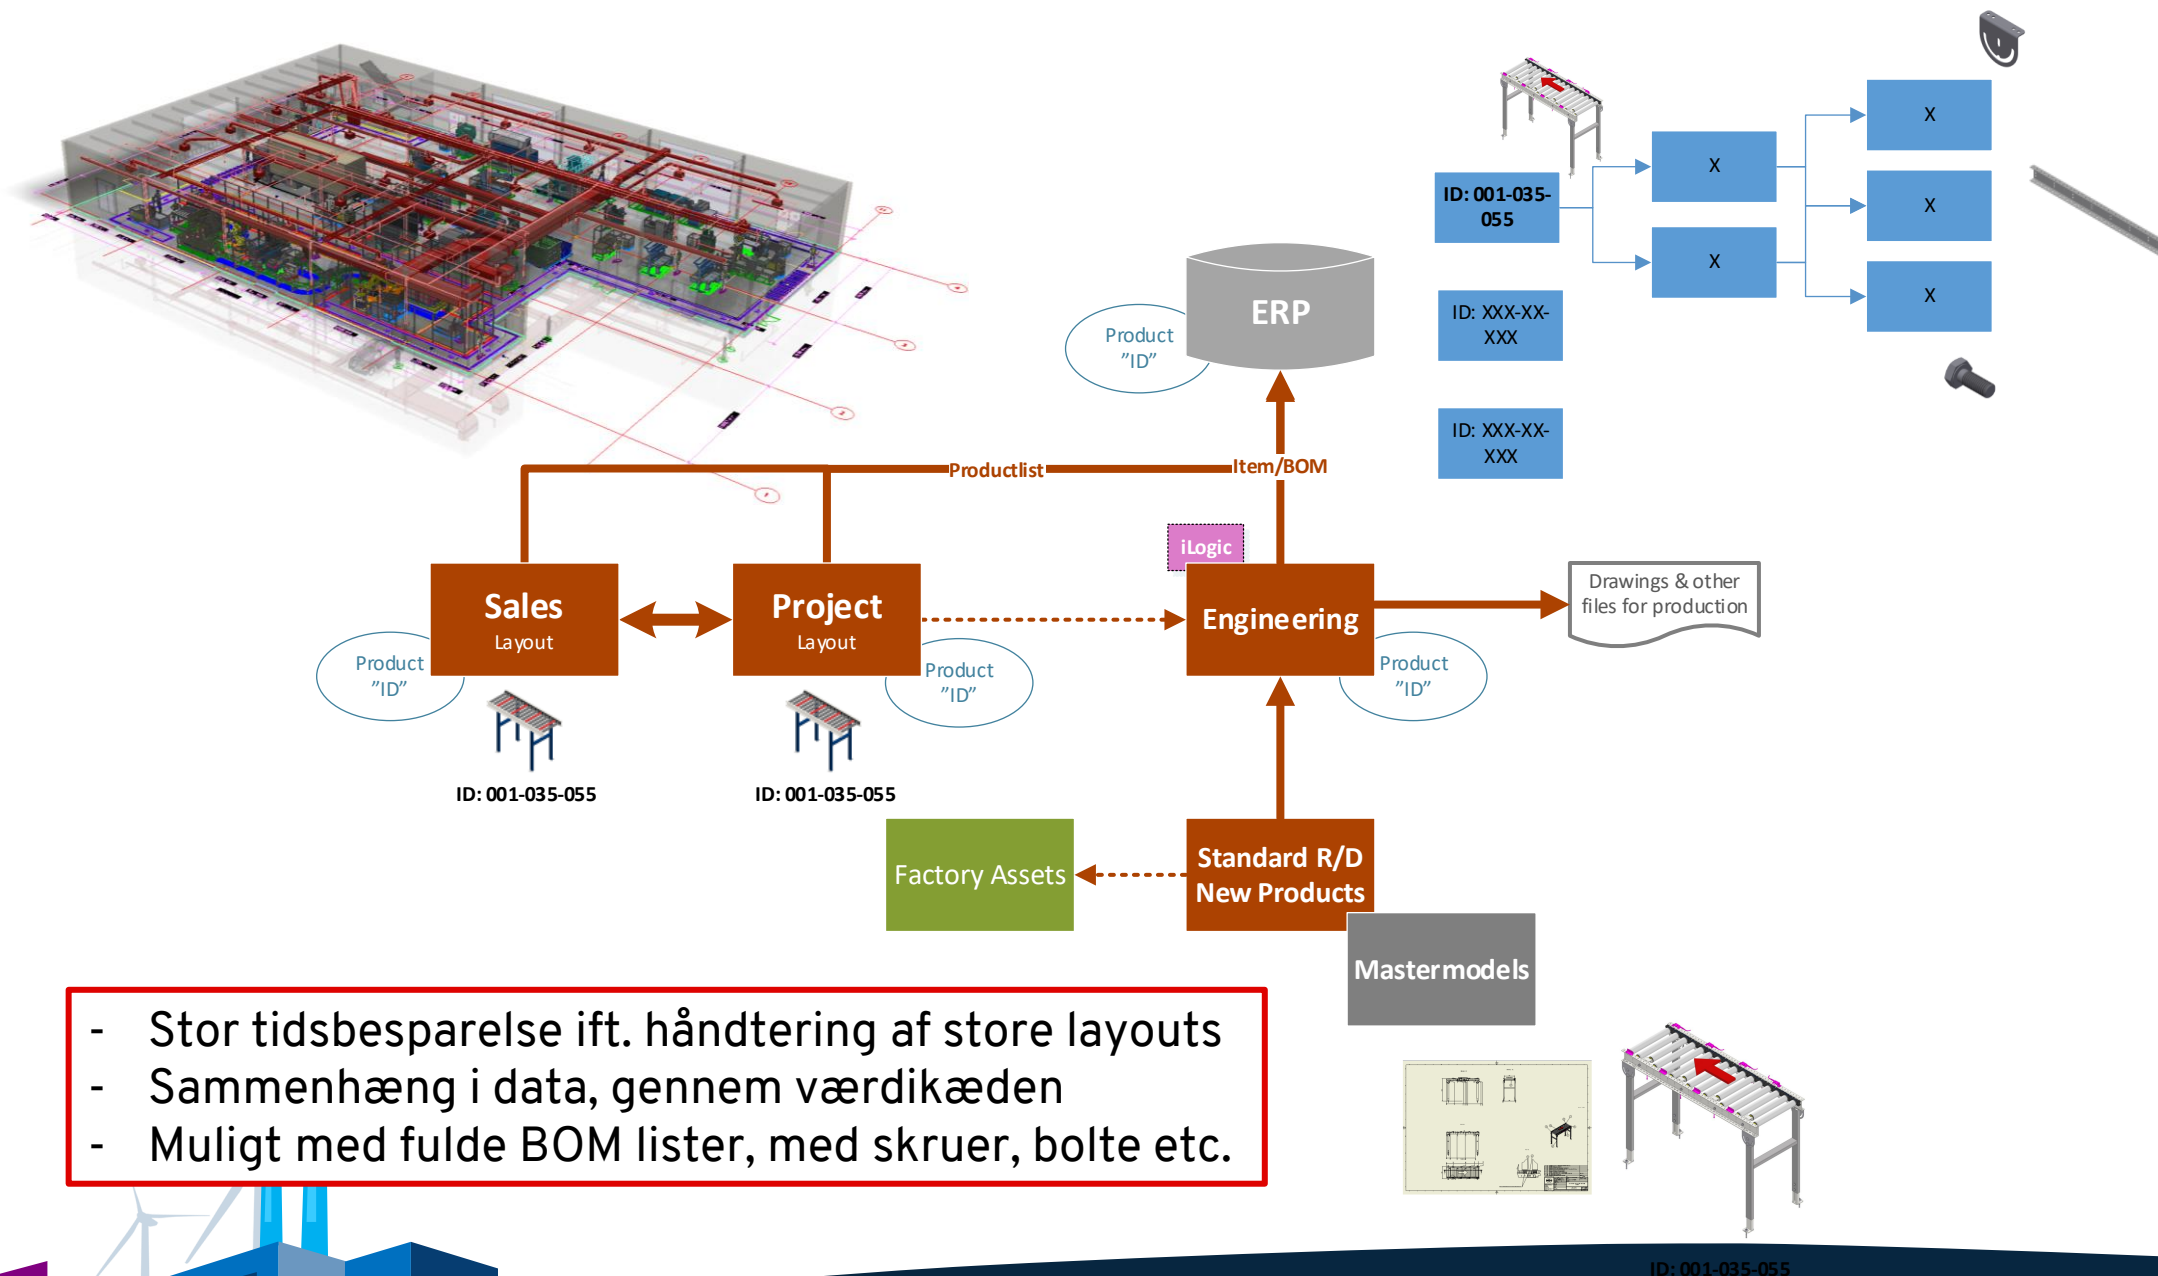 X
X
X
ID: 001-035-
055
X
X
ID: XXX-XX-
XXX
ID: XXX-XX-
XXX
ERP
Product
”ID”
Productlist
Item/BOM
iLogic
Sales
Layout
Project
Layout
Engineering
Drawings & other
files for production
Product
”ID”
Product
”ID”
Product
”ID”
ID: 001-035-055
ID: 001-035-055
Factory Assets
Standard R/D
New Products
Mastermodels
- Stor tidsbesparelse ift. håndtering af store layouts
- Sammenhæng i data, gennem værdikæden
- Muligt med fulde BOM lister, med skruer, bolte etc.
ID: 001-035-055